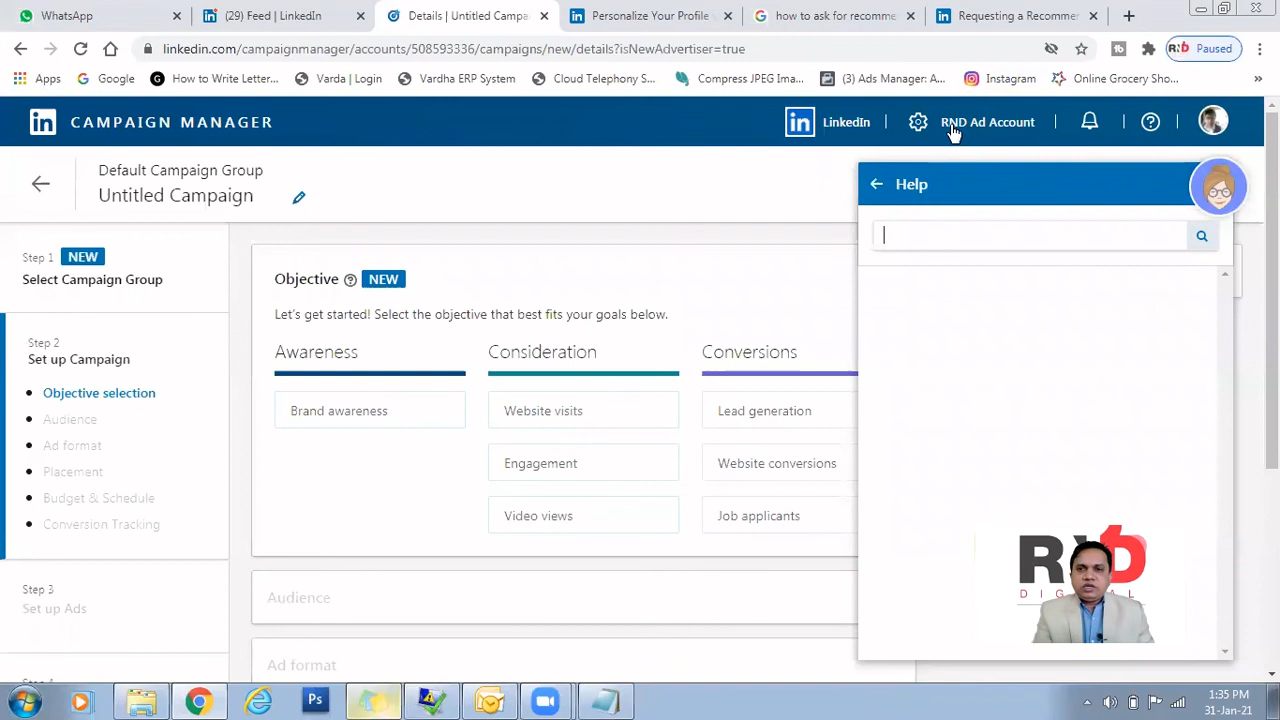 WhatsApp
(29) Feed | LinkedIn
Details | Untitled Campa
Personalize Your Profile
how to ask for recomme
Requesting a Recomme
linkedin.com/campaignmanager/accounts/508593336/campaigns/new/details?isNewAdvertiser=true
Paused
Apps
Google
How to Write Letter...
Varda | Login
Vardha ERP System
Cloud Telephony S...
Compress JPEG Ima...
(3) Ads Manager: A...
Instagram
Online Grocery Sho...
in CAMPAIGN MANAGER
in LinkedIn
RND Ad Account
Default Campaign Group
Untitled Campaign
Help
Step 1 NEW
Select Campaign Group
Step 2
Set up Campaign
Objective selection
Audience
Ad format
Placement
Budget & Schedule
Conversion Tracking
Step 3
Set up Ads
Objective NEW
Let's get started! Select the objective that best fits your goals below.
Awareness
Consideration
Conversions
Brand awareness
Website visits
Lead generation
Engagement
Website conversions
Video views
Job applicants
Audience
Ad format
Ps
1:35 PM
31-Jan-21